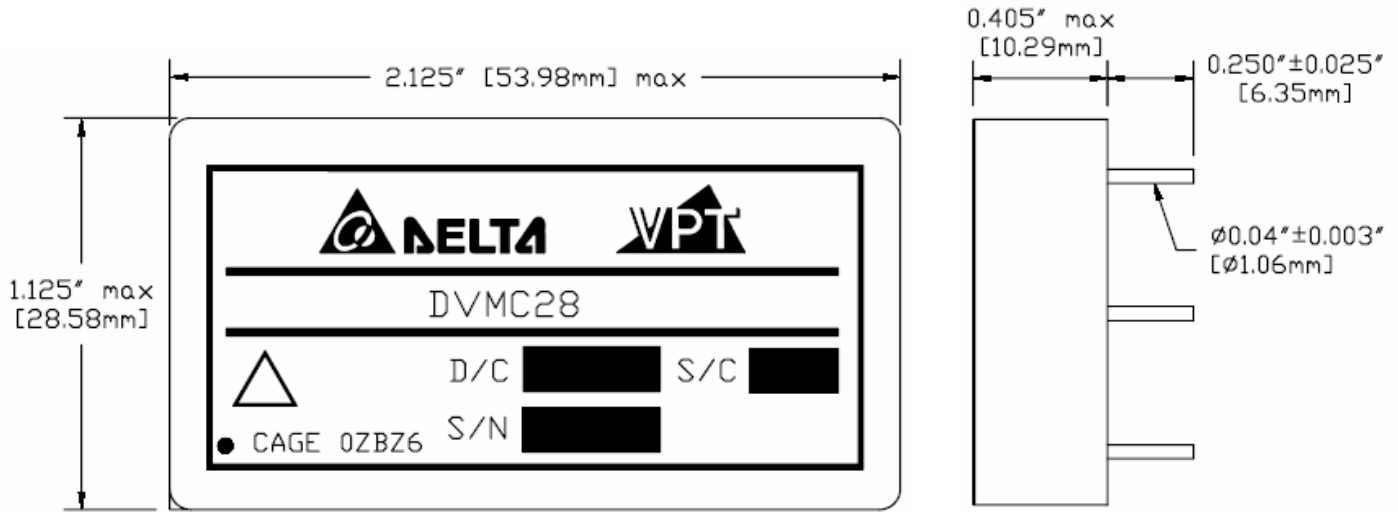 2.125″ [53.98mm] max
1.125″ max
[28.58mm]
DELTA VPT
DVMC28
D/C S/C
S/N
CAGE 0ZBZ6
0.405″ max
[10.29mm]
0.250″±0.025″
[6.35mm]
ø0.04″±0.003″
[ø1.06mm]